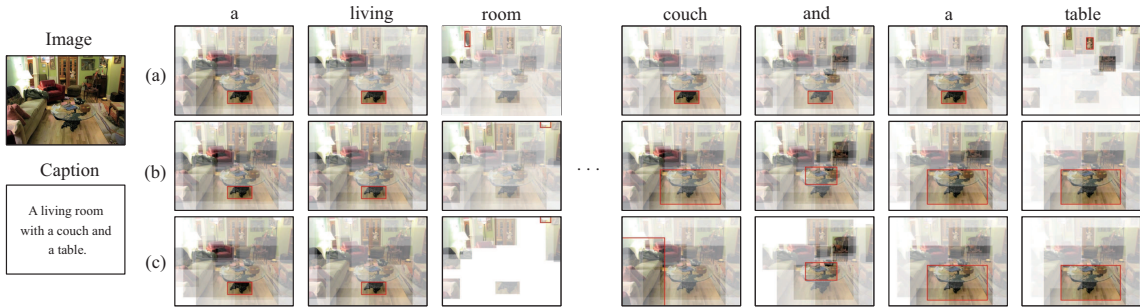 a living room couch and a table
Image
(a)
(b)
. . .
Caption
A living room
with a couch and
a table.
(c)